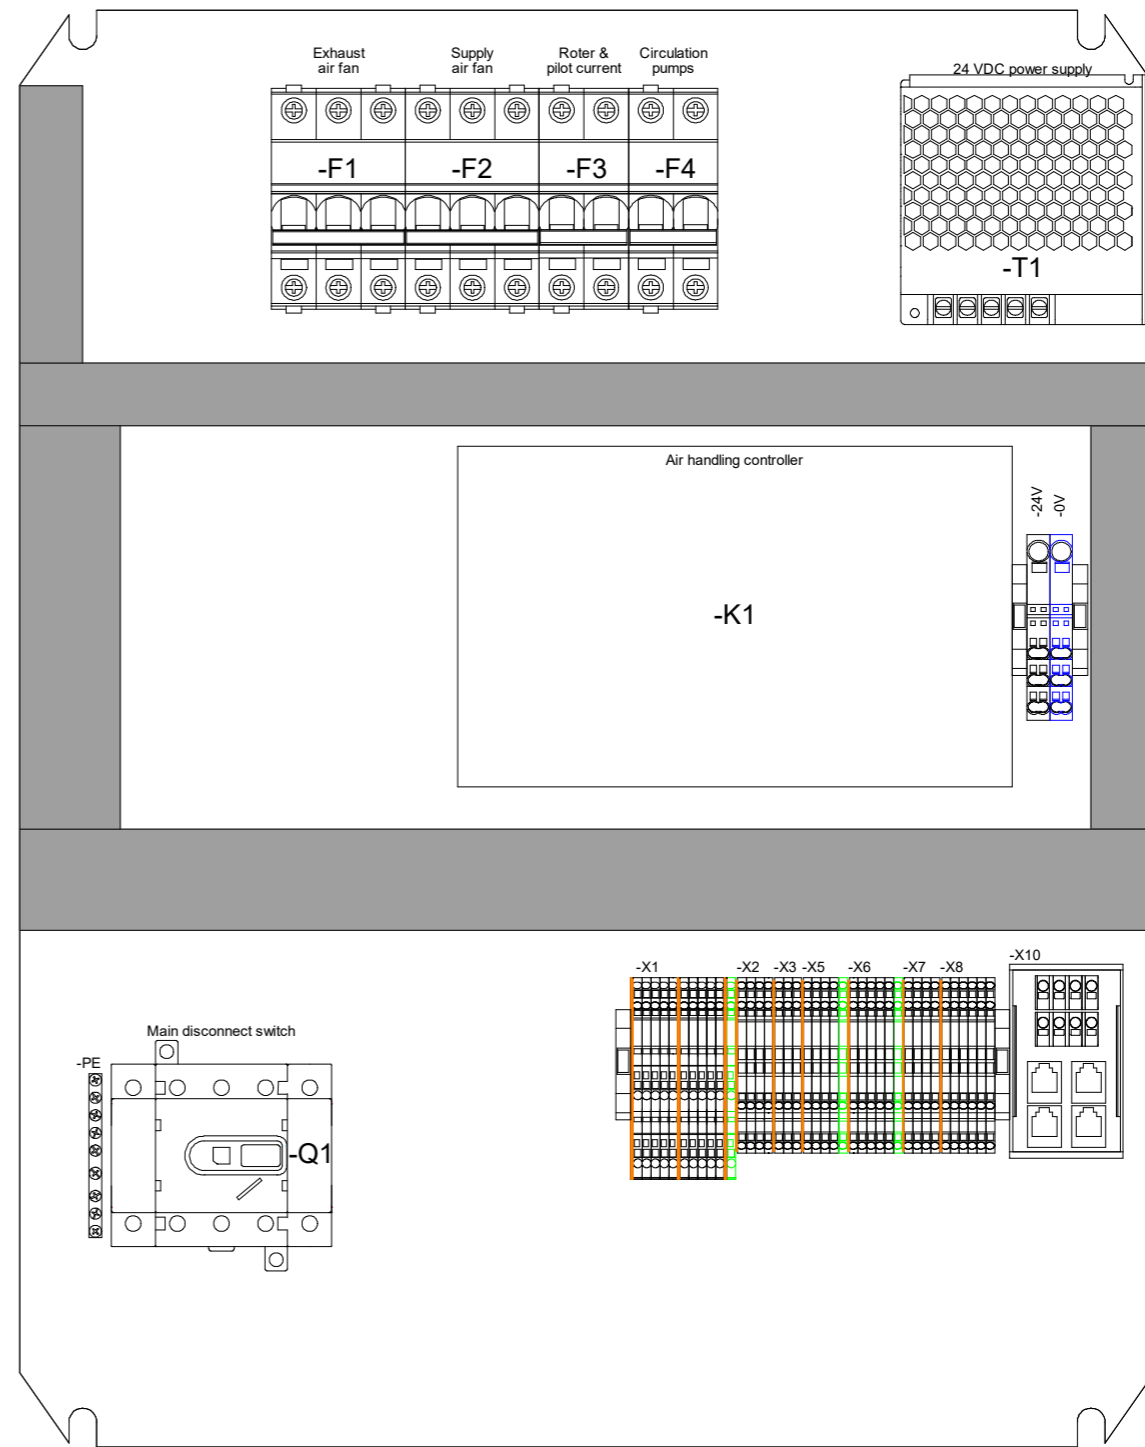 Exhaust
air fan
Supply
air fan
Roter &
pilot current
Circulation
pumps
24 VDC power supply
-F1
-F2
-F3
-F4
-T1
Air handling controller
-24V
-0V
-K1
-X1
-X2
-X3
-X5
-X6
-X7
-X8
-X10
Main disconnect switch
-PE
-Q1